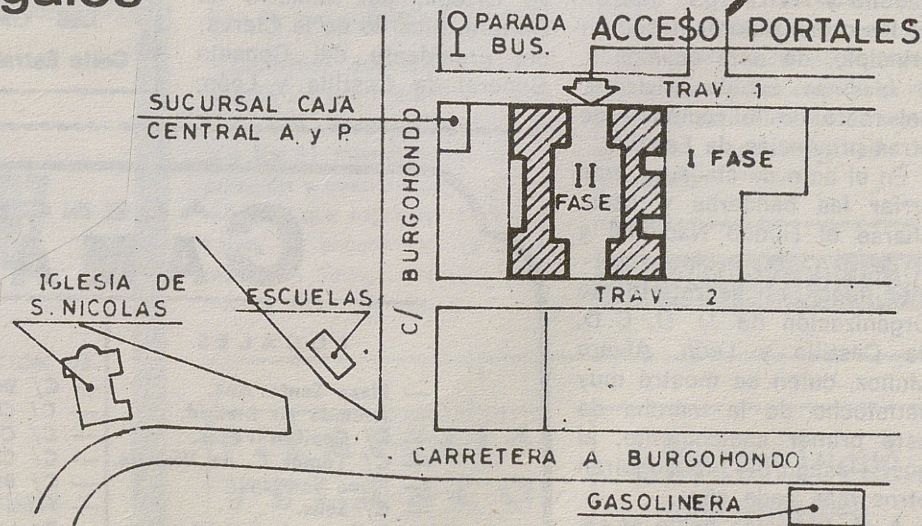 gales
PARADA
BUS.
ACCESO PORTALES
TRAV. 1
SUCURSAL CAJA
CENTRAL A y P.
C/ BURGOHONDO
II
FASE
I FASE
TRAV. 2
IGLESIA DE
S. NICOLAS
ESCUELAS
CARRETERA A BURGOHONDO
GASOLINERA